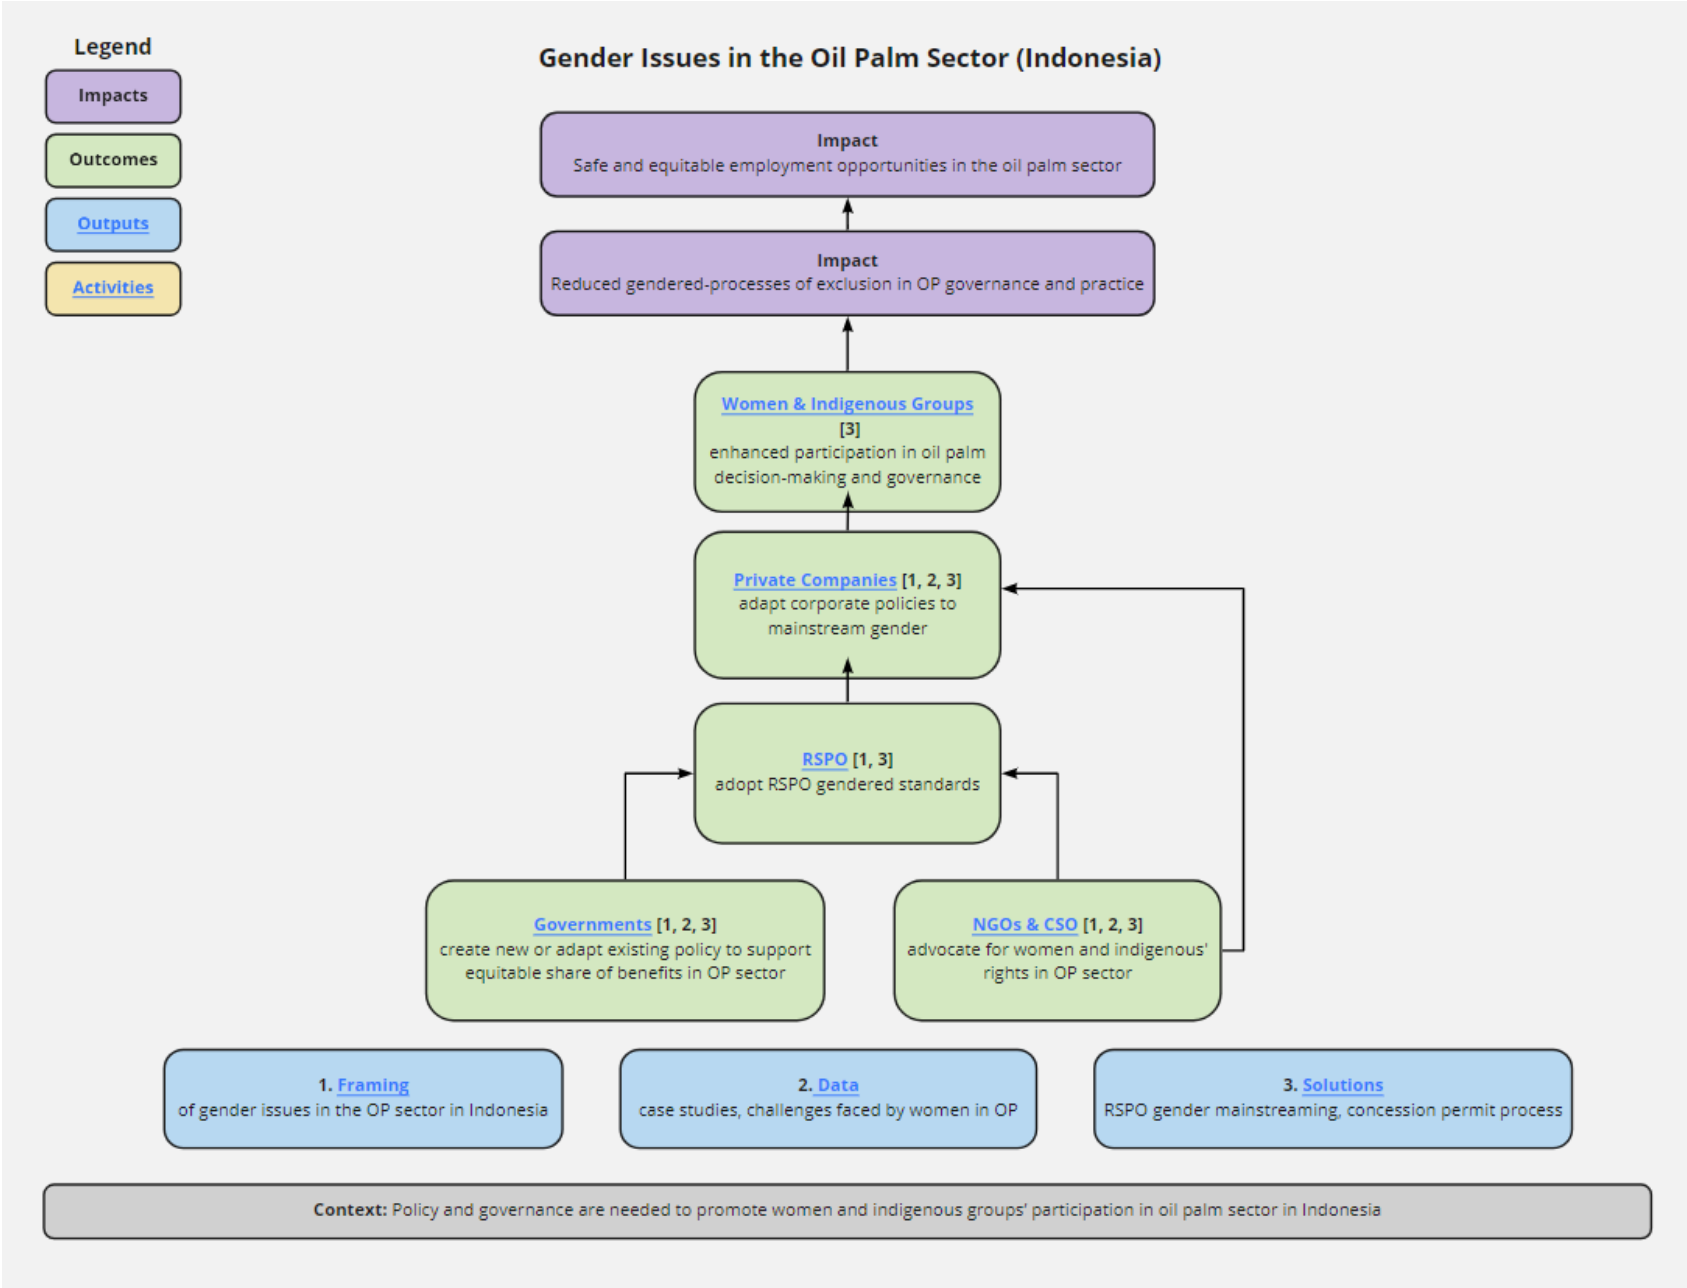 Legend
Impacts
Outcomes
Outputs
Activities
Gender Issues in the Oil Palm Sector (Indonesia)
Impact
Safe and equitable employment opportunities in the oil palm sector
Impact
Reduced gendered-processes of exclusion in OP governance and practice
Women & Indigenous Groups
[3]
enhanced participation in oil palm
decision-making and governance
Private Companies [1, 2, 3]
adapt corporate policies to
mainstream gender
RSPO [1, 3]
adopt RSPO gendered standards
Governments [1, 2, 3]
create new or adapt existing policy to support
equitable share of benefits in OP sector
NGOs & CSO [1, 2, 3]
advocate for women and indigenous'
rights in OP sector
1. Framing
of gender issues in the OP sector in Indonesia
2. Data
case studies, challenges faced by women in OP
3. Solutions
RSPO gender mainstreaming, concession permit process
Context: Policy and governance are needed to promote women and indigenous groups' participation in oil palm sector in Indonesia